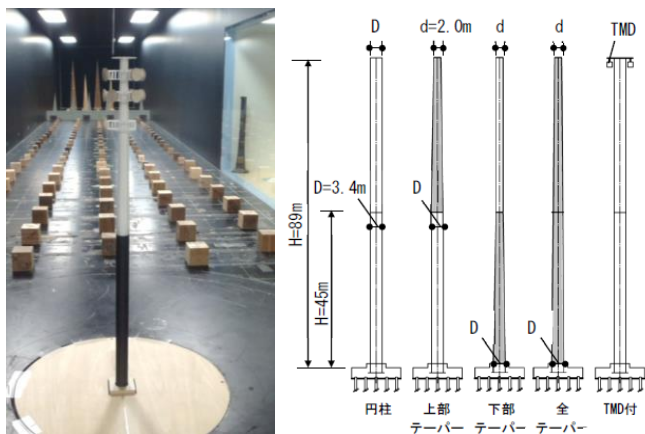 D
d=2.0m
d
d
TMD
D=3.4m
D
H=89m
H=45m
D
D
円柱
上部
テーパー
下部
テーパー
全
テーパー
TMD付